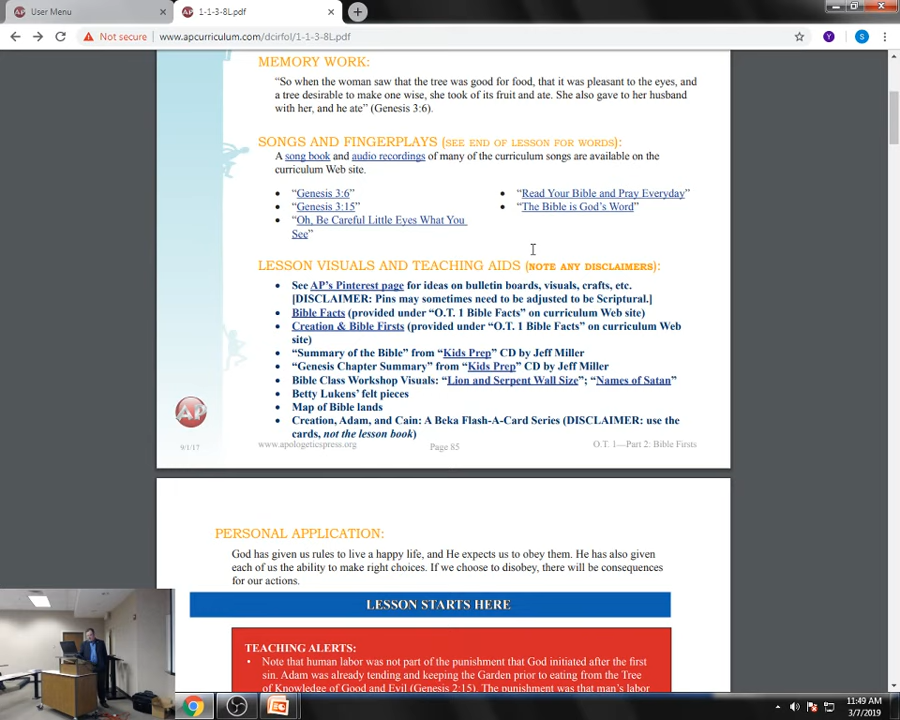 User Menu
1-1-3-8L.pdf
Not secure
www.apcurriculum.com/dcirfol/1-1-3-8L.pdf
MEMORY WORK:
“So when the woman saw that the tree was good for food, that it was pleasant to the eyes, and
a tree desirable to make one wise, she took of its fruit and ate. She also gave to her husband
with her, and he ate” (Genesis 3:6).
SONGS AND FINGERPLAYS (SEE END OF LESSON FOR WORDS):
A song book and audio recordings of many of the curriculum songs are available on the
curriculum Web site.
• “Genesis 3:6”
• “Genesis 3:15”
• “Oh, Be Careful Little Eyes What You
See”
• “Read Your Bible and Pray Everyday”
• “The Bible is God’s Word”
LESSON VISUALS AND TEACHING AIDS (NOTE ANY DISCLAIMERS):
• See AP’s Pinterest page for ideas on bulletin boards, visuals, crafts, etc.
[DISCLAIMER: Pins may sometimes need to be adjusted to be Scriptural.]
• Bible Facts (provided under “O.T. 1 Bible Facts” on curriculum Web site)
• Creation & Bible Firsts (provided under “O.T. 1 Bible Facts” on curriculum Web
site)
• “Summary of the Bible” from “Kids Prep” CD by Jeff Miller
• “Genesis Chapter Summary” from “Kids Prep” CD by Jeff Miller
• Bible Class Workshop Visuals: “Lion and Serpent Wall Size”; “Names of Satan”
• Betty Lukens’ felt pieces
• Map of Bible lands
• Creation, Adam, and Cain: A Beka Flash-A-Card Series (DISCLAIMER: use the
cards, not the lesson book)
AP
9/1/17
www.apologeticspress.org
Page 85
O.T. 1—Part 2: Bible Firsts
PERSONAL APPLICATION:
God has given us rules to live a happy life, and He expects us to obey them. He has also given
each of us the ability to make right choices. If we choose to disobey, there will be consequences
for our actions.
LESSON STARTS HERE
TEACHING ALERTS:
• Note that human labor was not part of the punishment that God initiated after the first
sin. Adam was already tending and keeping the Garden prior to eating from the Tree
of Knowledge of Good and Evil (Genesis 2:15). The punishment was that man’s labor
11:49 AM
3/7/2019